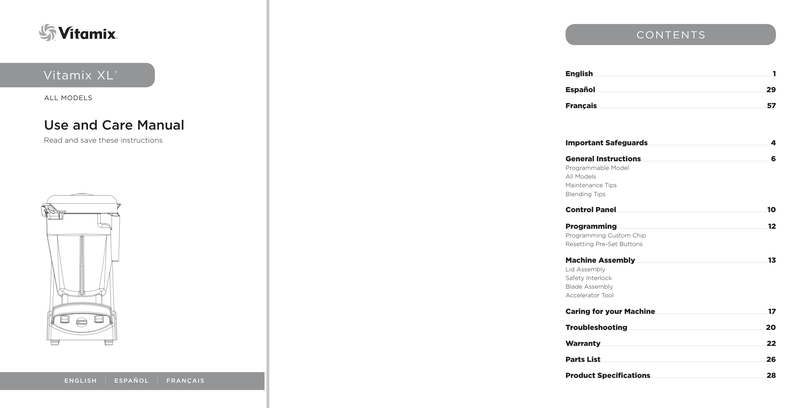 Vitamix
Vitamix XL®
ALL MODELS
Use and Care Manual
Read and save these instructions
ENGLISH | ESPAÑOL | FRANÇAIS
CONTENTS
English 1
Español 29
Français 57
Important Safeguards 4
General Instructions 6
Programmable Model
All Models
Maintenance Tips
Blending Tips
Control Panel 10
Programming 12
Programming Custom Chip
Resetting Pre-Set Buttons
Machine Assembly 13
Lid Assembly
Safety Interlock
Blade Assembly
Accelerator Tool
Caring for your Machine 17
Troubleshooting 20
Warranty 22
Parts List 26
Product Specifications 28